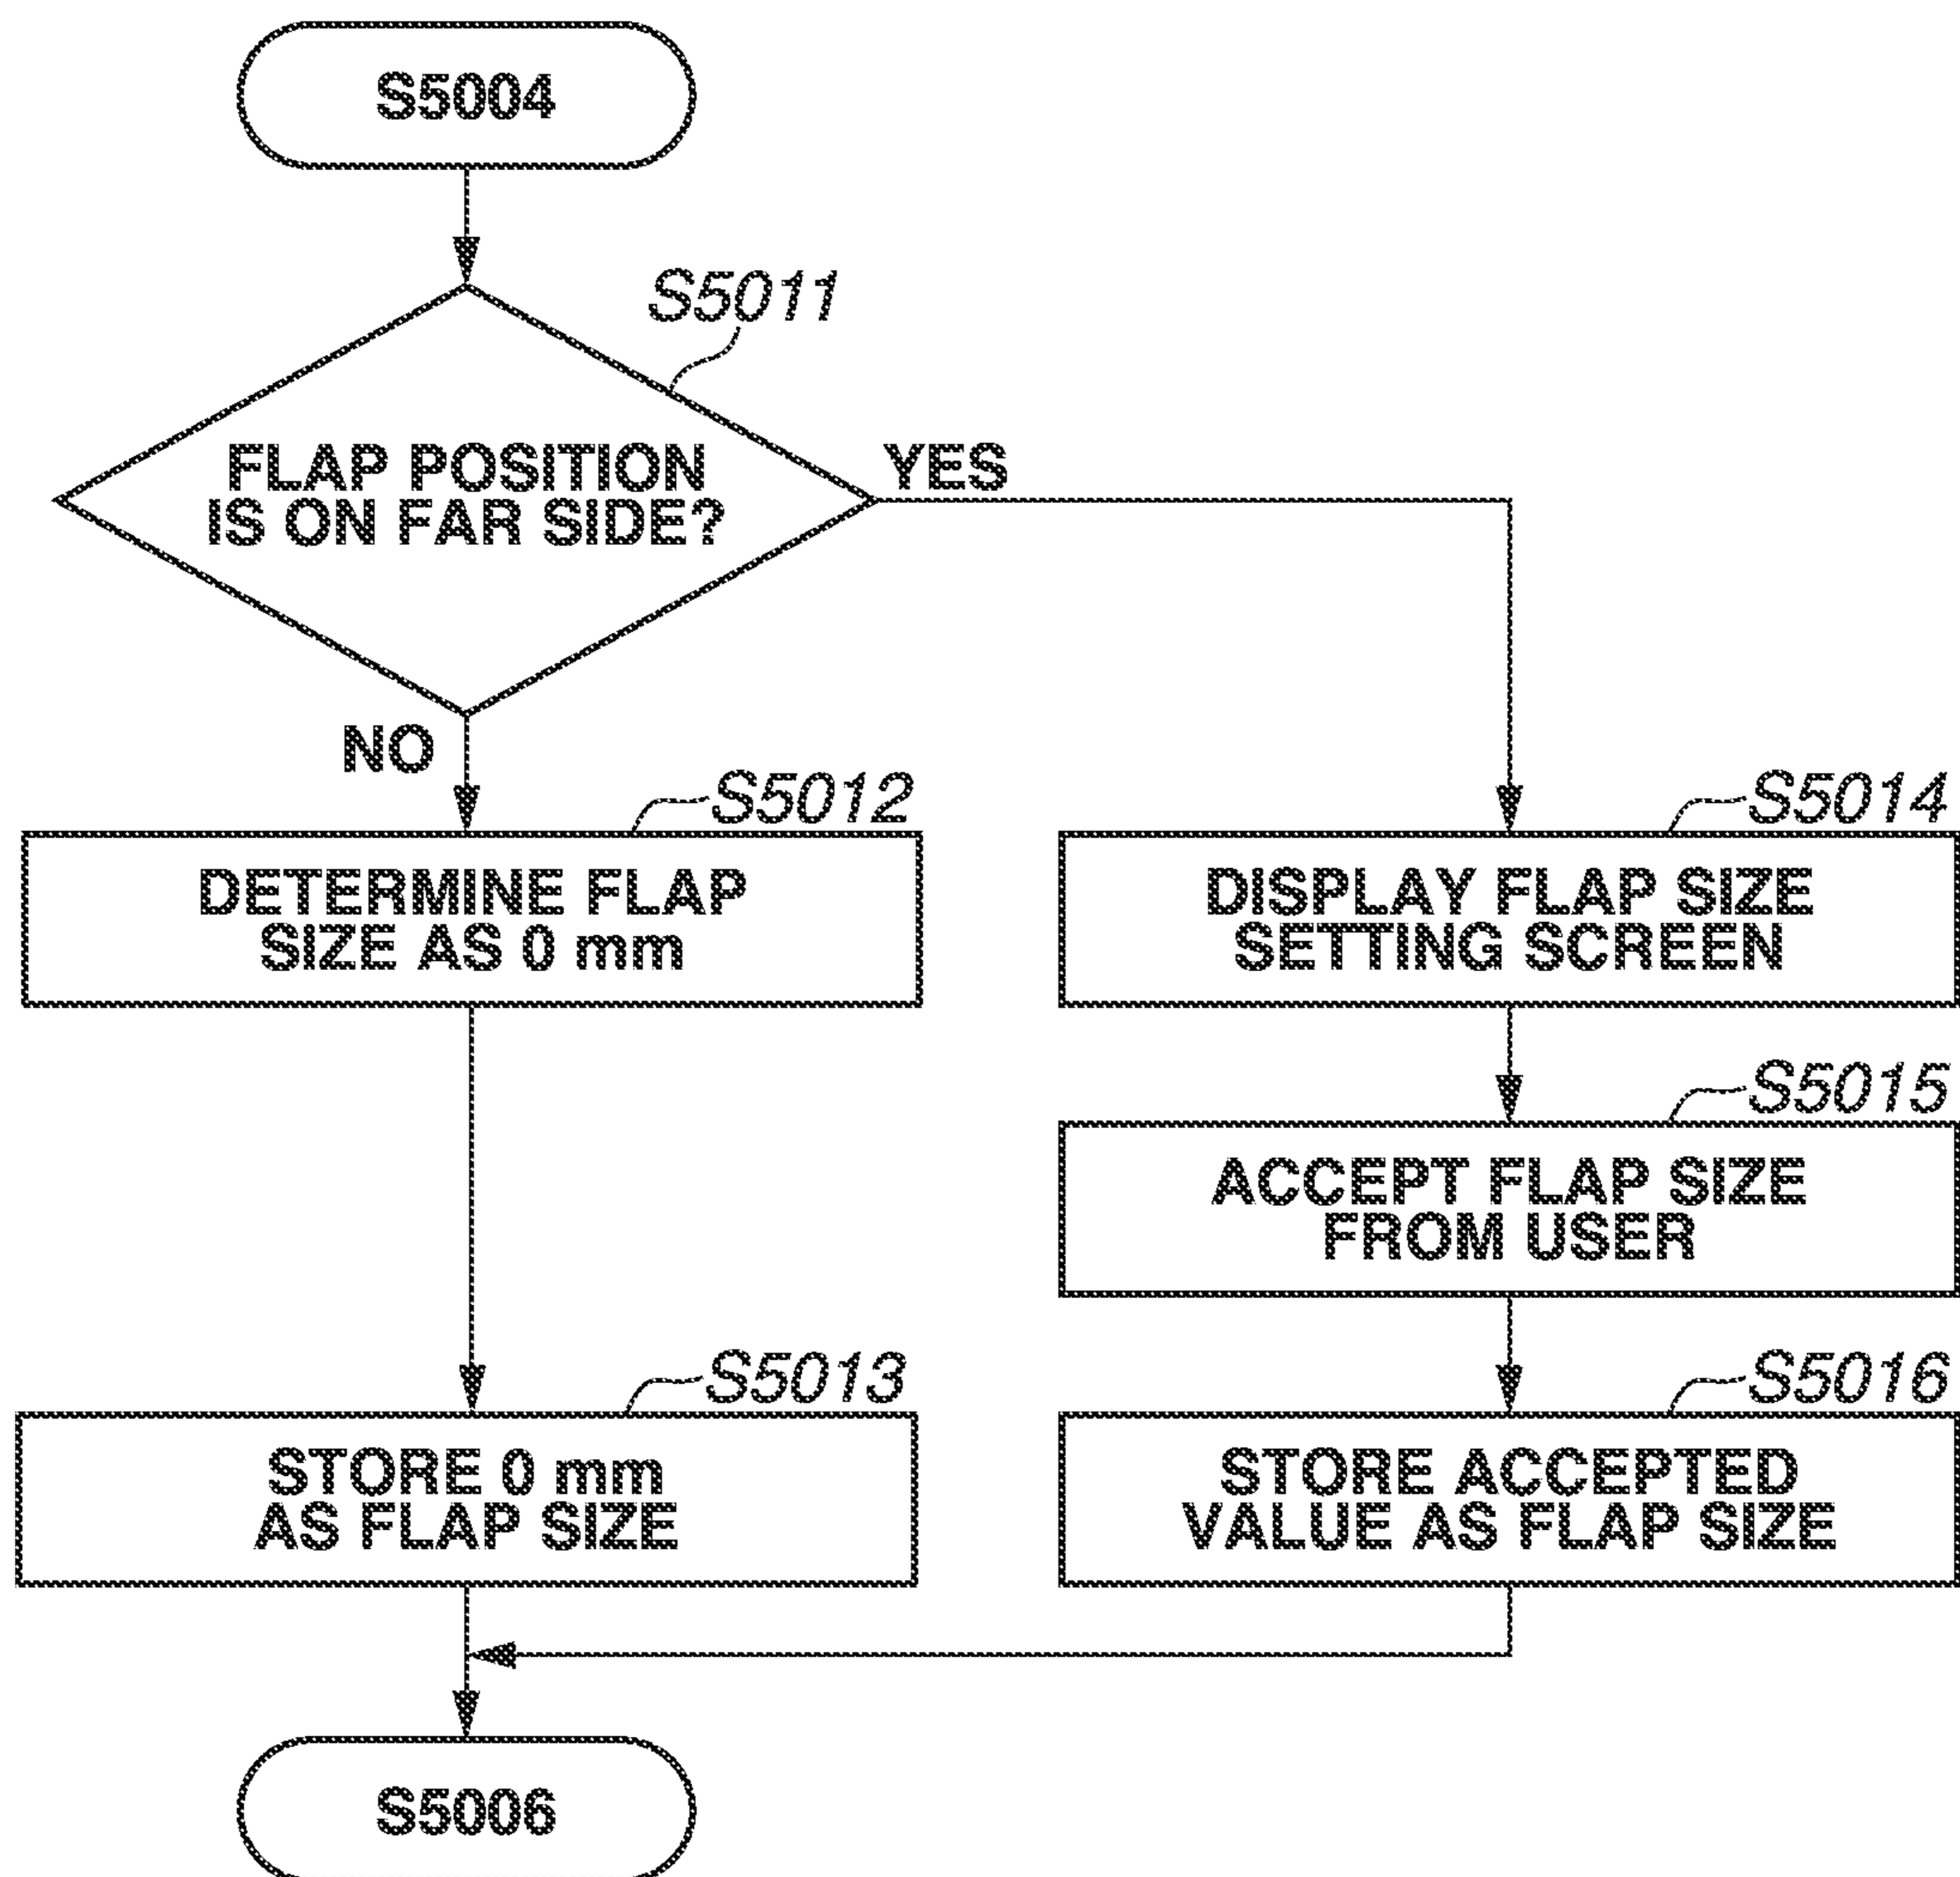 S5004
S5011
FLAP POSITION
IS ON FAR SIDE?
YES
NO
S5012
DETERMINE FLAP
SIZE AS 0 mm
S5014
DISPLAY FLAP SIZE
SETTING SCREEN
S5015
ACCEPT FLAP SIZE
FROM USER
S5013
STORE 0 mm
AS FLAP SIZE
S5016
STORE ACCEPTED
VALUE AS FLAP SIZE
S5006